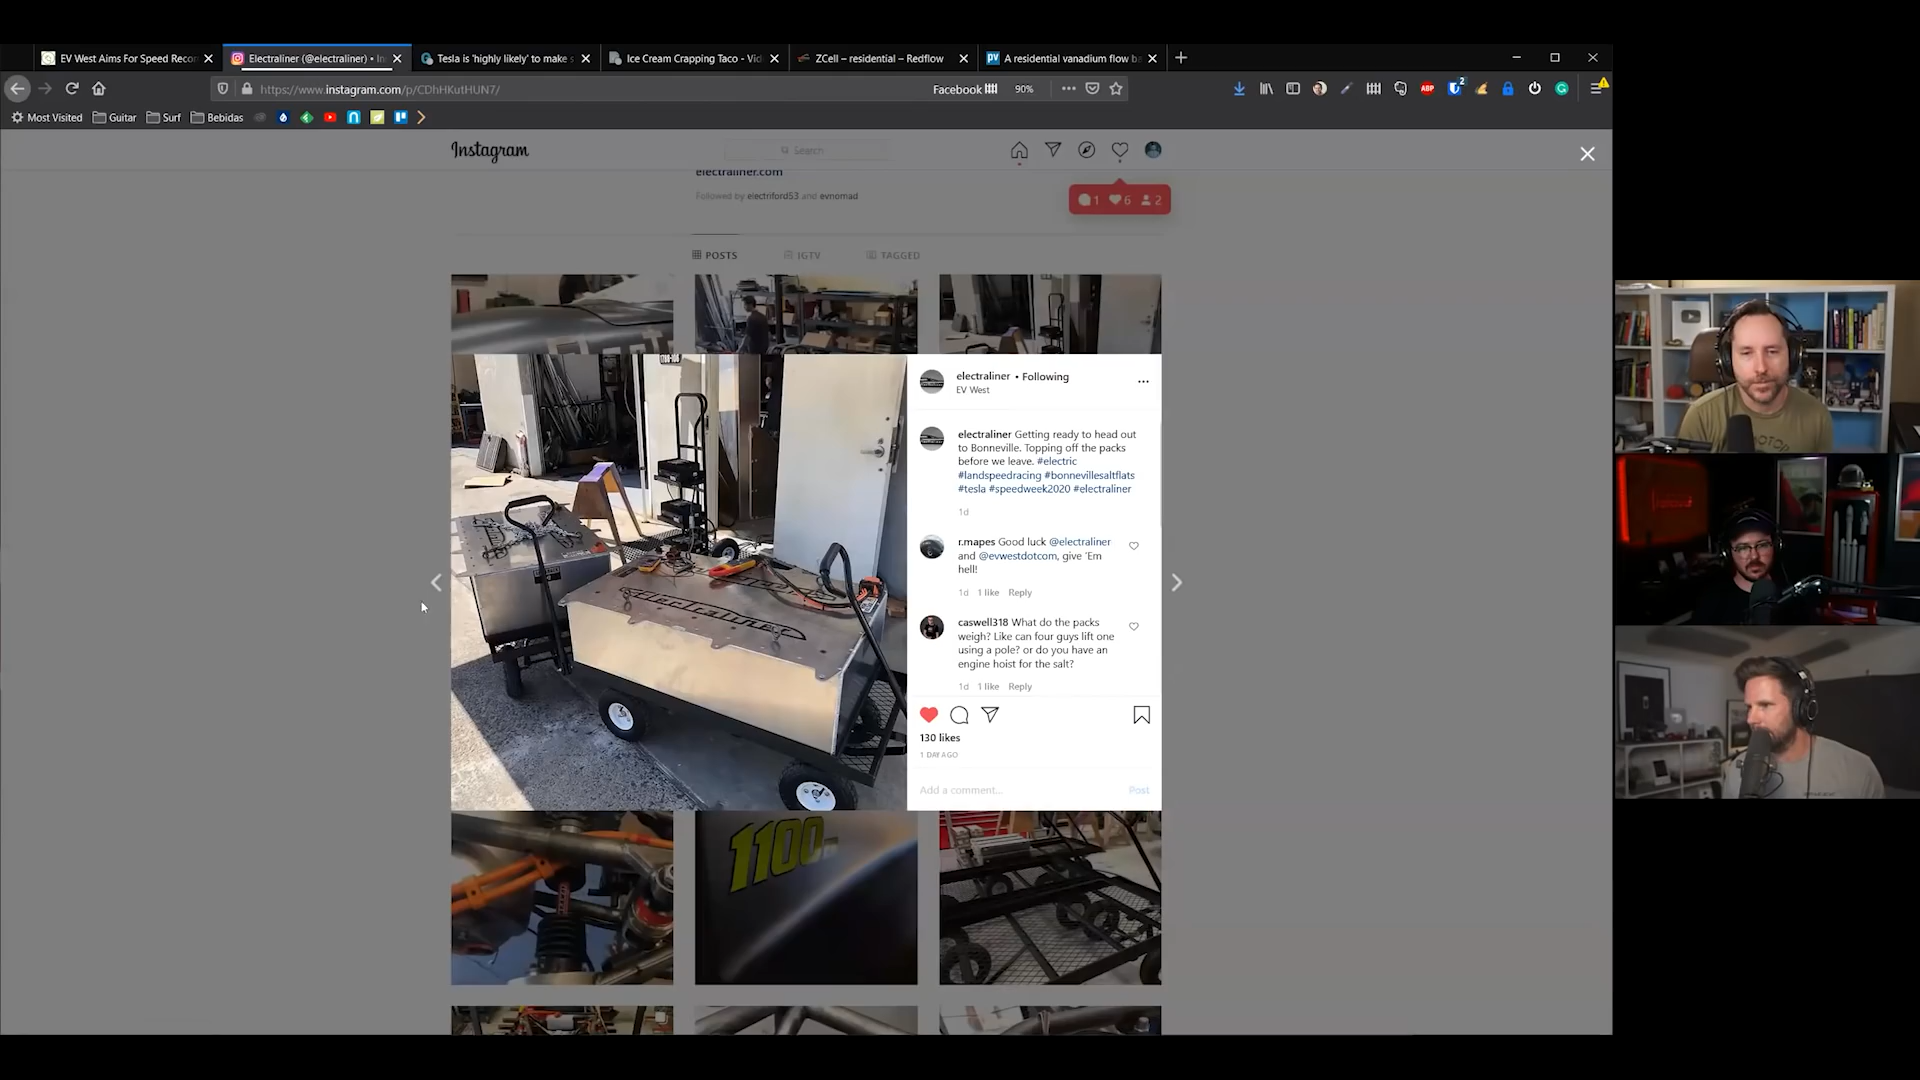 EV West Aims For Speed Recor
Electraliner (@electraliner) • In
Tesla is 'highly likely' to make s
Ice Cream Crapping Taco - Vid
ZCell – residential – Redflow
pv A residential vanadium flow ba
https://www.instagram.com/p/CDhHKutHUN7/
Facebook
90%
ABP
2
Most Visited
Guitar
Surf
Bebidas
Instagram
Search
electraliner.com
Followed by electriford53 and evnomad
1 6 2
POSTS
IGTV
TAGGED
electraliner • Following
EV West
electraliner Getting ready to head out
to Bonneville. Topping off the packs
before we leave. #electric
#landspeedracing #bonnevillesaltflats
#tesla #speedweek2020 #electraliner
1d
r.mapes Good luck @electraliner
and @evwestdotcom, give 'Em
hell!
1d 1 like Reply
caswell318 What do the packs
weigh? Like can four guys lift one
using a pole? or do you have an
engine hoist for the salt?
1d 1 like Reply
130 likes
1 DAY AGO
Add a comment...
Post
Electraliner
1100